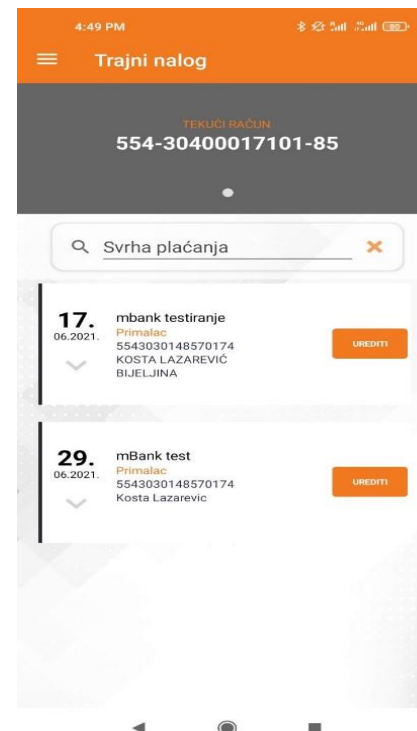 4:49 PM
80
Trajni nalog
TEKUĆI RAČUN
554-30400017101-85
Svrha plaćanja
17.
06.2021.
mbank testiranje
Primalac
5543030148570174
KOSTA LAZAREVIĆ
BIJELJINA
UREDITI
29.
06.2021.
mBank test
Primalac
5543030148570174
Kosta Lazarevic
UREDITI